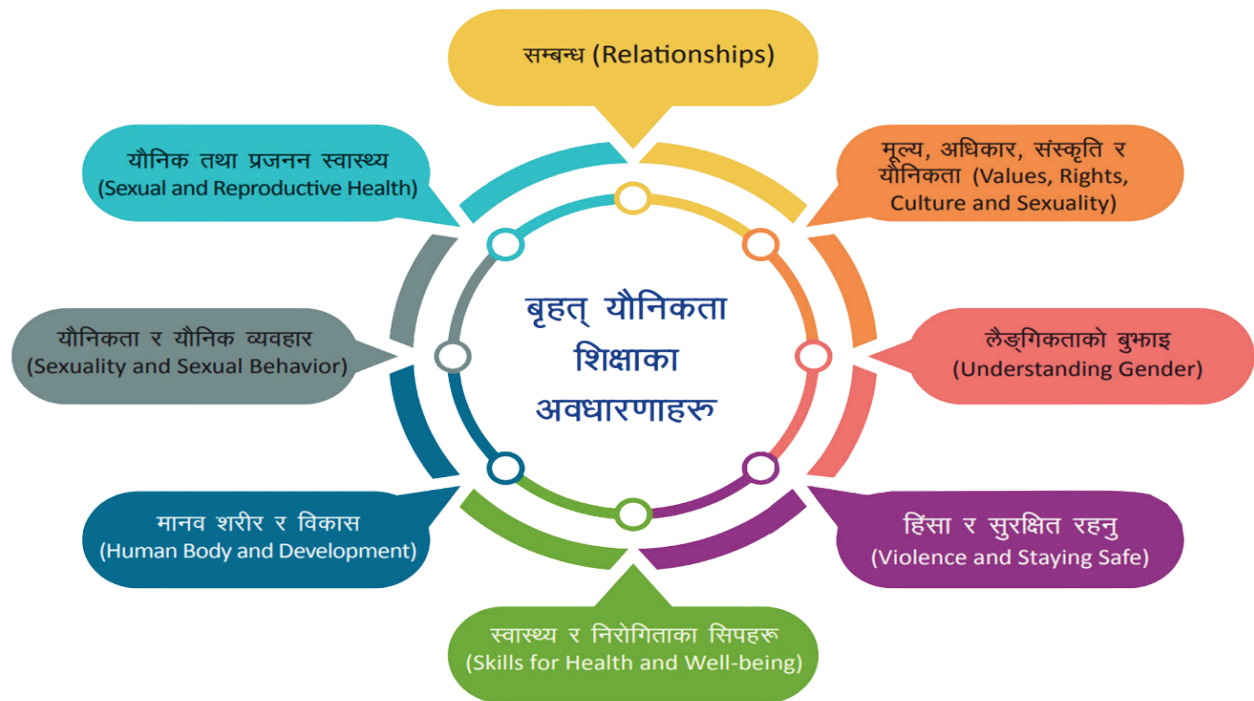 सम्बन्ध (Relationships)
यौनिक तथा प्रजनन स्वास्थ्य
(Sexual and Reproductive Health)
मूल्य, अधिकार, संस्कृति र
यौनिकता (Values, Rights,
Culture and Sexuality)
बृहत् यौनिकता
शिक्षाका
अवधारणाहरु
यौनिकता र यौनिक व्यवहार
(Sexuality and Sexual Behavior)
लैङ्गिकताको बुझाइ
(Understanding Gender)
मानव शरीर र विकास
(Human Body and Development)
हिंसा र सुरक्षित रहनु
(Violence and Staying Safe)
स्वास्थ्य र निरोगिताका सिपहरू
(Skills for Health and Well-being)